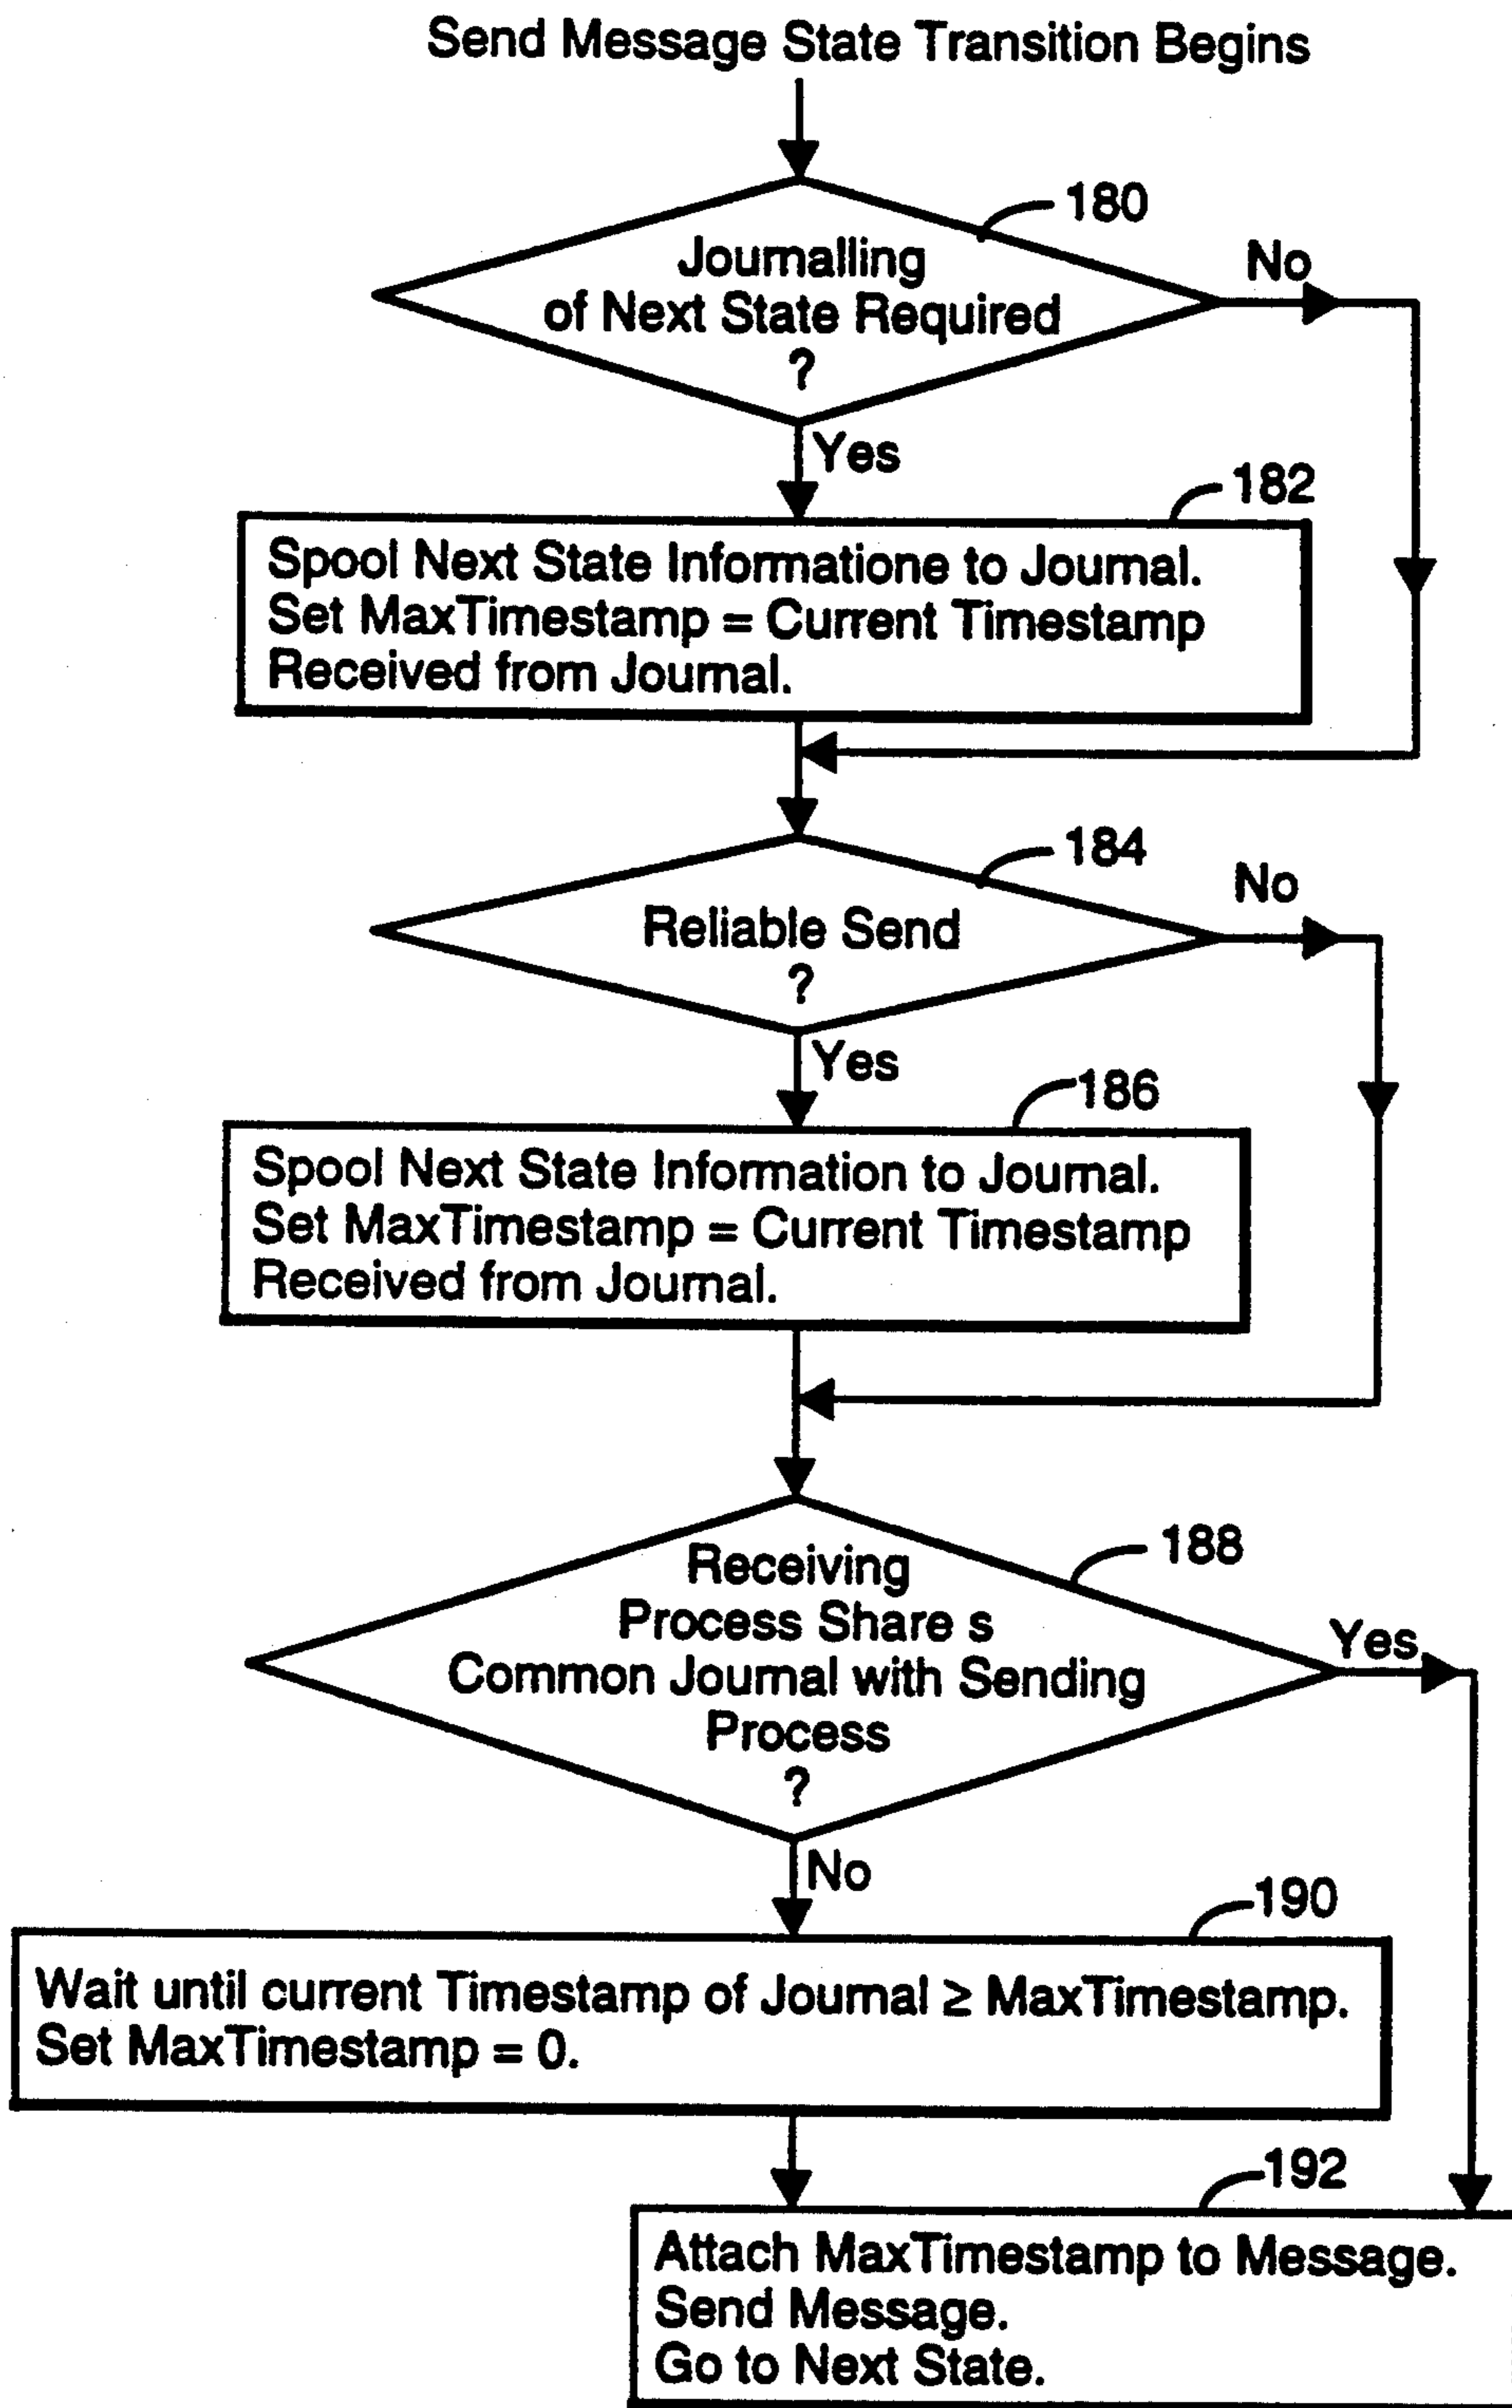 Send Message State Transition Begins
180
Journalling
of Next State Required
?
No
Yes
182
Spool Next State Informatione to Journal.
Set MaxTimestamp = Current Timestamp
Received from Journal.
184
Reliable Send
?
No
Yes
186
Spool Next State Information to Journal.
Set MaxTimestamp = Current Timestamp
Received from Journal.
188
Receiving
Process Share s
Common Journal with Sending
Process
?
Yes
No
190
Wait until current Timestamp of Journal ≥ MaxTimestamp.
Set MaxTimestamp = 0.
192
Attach MaxTimestamp to Message.
Send Message.
Go to Next State.